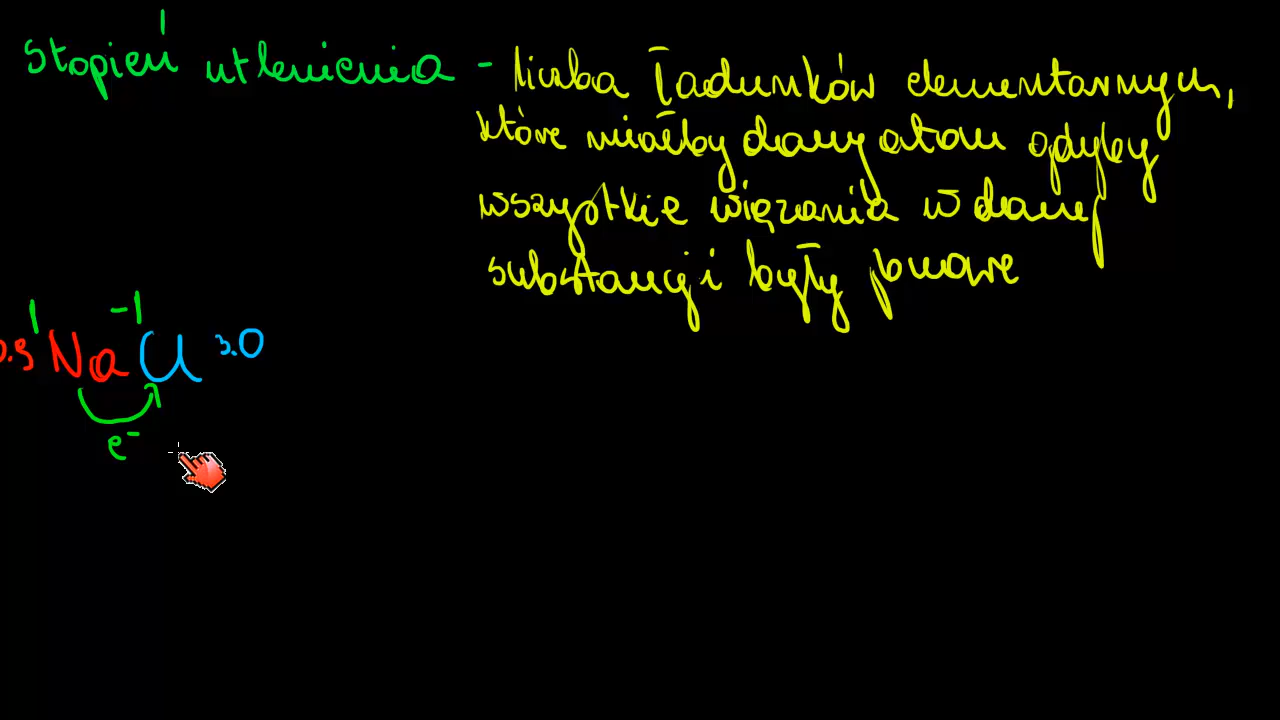 Stopień utlenienia - liczba ładunków elementarnych,
które miałby dany atom gdyby
wszystkie wiązania w danej
substancji były jonowe
1 -1
0.9 Na Cl 3.0
e⁻